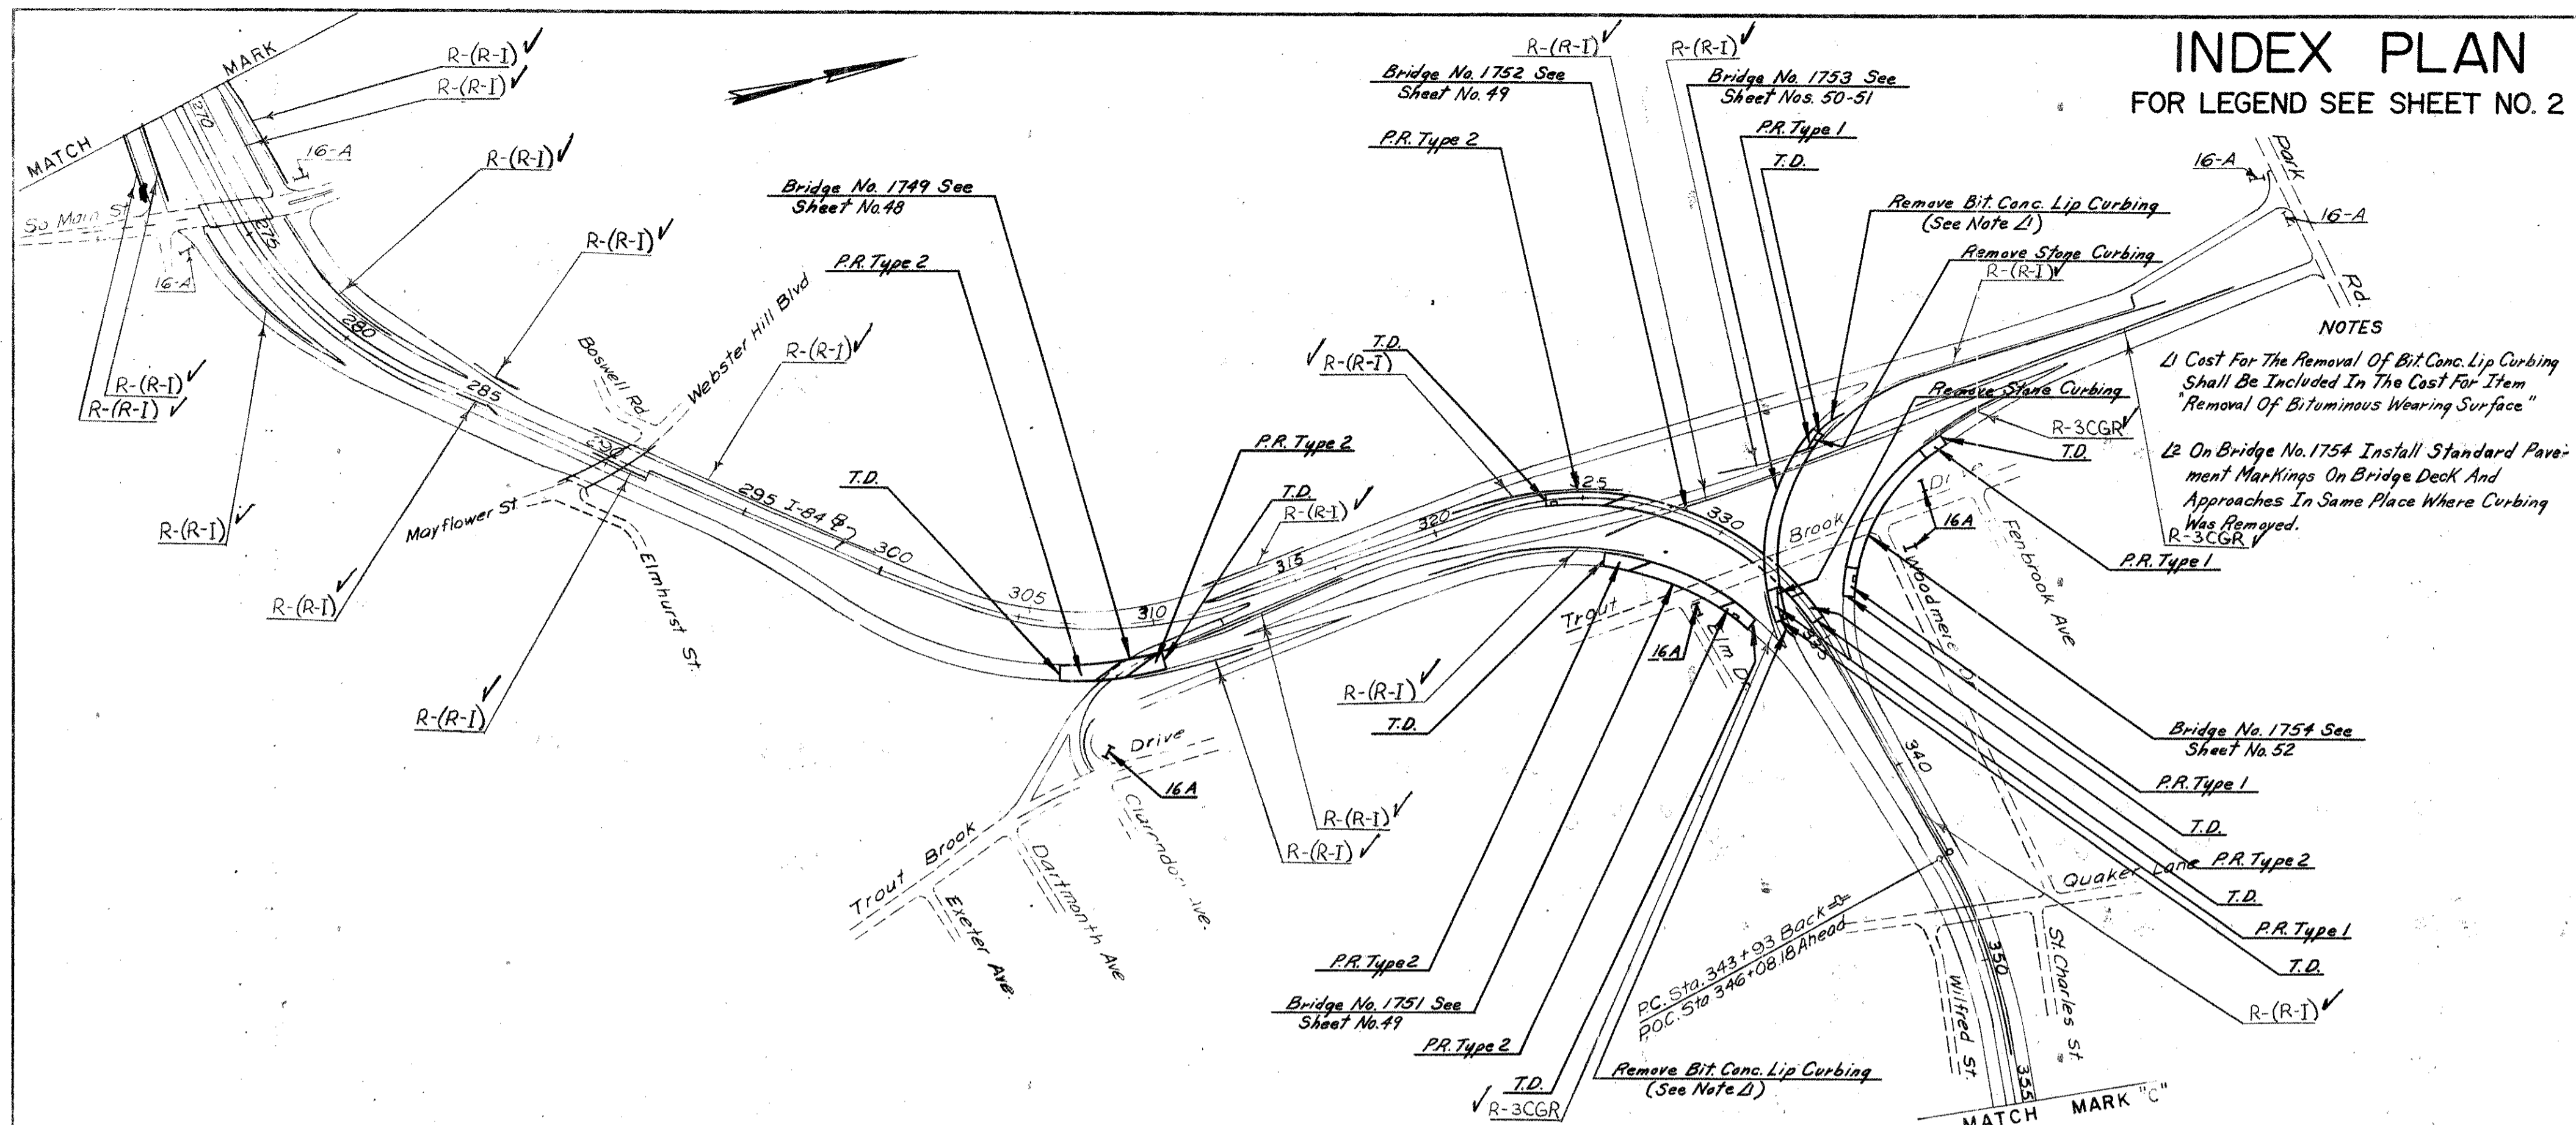 INDEX PLAN
FOR LEGEND SEE SHEET NO. 2
MATCH MARK
R-(R-I)
R-(R-I)
16-A
R-(R-I)
270
So Main St
275
16-A
R-(R-I)
R-(R-I)
R-(R-I)
280
R-(R-I)
285
R-(R-I)
R-(R-I)
Boswell Rd
Webster Hill Blvd
R-(R-I)
290
Mayflower St.
Elmhurst St.
R-(R-I)
295 I-84
300
305
310
Bridge No. 1749 See
Sheet No. 48
P.R. Type 2
T.D.
P.R. Type 2
T.D.
R-(R-I)
315
320
325
330
335
340
350
355
16A
Drive
Clarendon Ave.
Trout Brook
Dartmonth Ave
Exeter Ave.
R-(R-I)
R-(R-I)
R-(R-I)
R-(R-I)
Bridge No. 1752 See
Sheet No. 49
P.R. Type 2
Bridge No. 1753 See
Sheet Nos. 50-51
P.R. Type 1
T.D.
Remove Bit. Conc. Lip Curbing
(See Note 1)
Remove Stone Curbing
R-(R-I)
T.D.
R-(R-I)
Remove Stone Curbing
R-3CGR
T.D.
R-3CGR
P.R. Type 1
16-A
16-A
Park Rd.
NOTES
1 Cost For The Removal Of Bit. Conc. Lip Curbing
Shall Be Included In The Cost For Item
"Removal Of Bituminous Wearing Surface"
2 On Bridge No. 1754 Install Standard Pave-
ment Markings On Bridge Deck And
Approaches In Same Place Where Curbing
Was Removed.
Trout Brook
Elm Dr.
16A
16A
Woodmere Dr
Fenbrook Ave
R-(R-I)
T.D.
P.R. Type 2
Bridge No. 1751 See
Sheet No. 49
P.R. Type 2
T.D.
R-3CGR
Remove Bit. Conc. Lip Curbing
(See Note 1)
P.C. Sta. 343+93 Back
P.O.C. Sta 346+08.18 Ahead
Bridge No. 1754 See
Sheet No. 52
P.R. Type 1
T.D.
P.R. Type 2
T.D.
P.R. Type 1
T.D.
R-(R-I)
Quaker Lane
St. Charles St.
Wilfred St.
MATCH MARK "C"